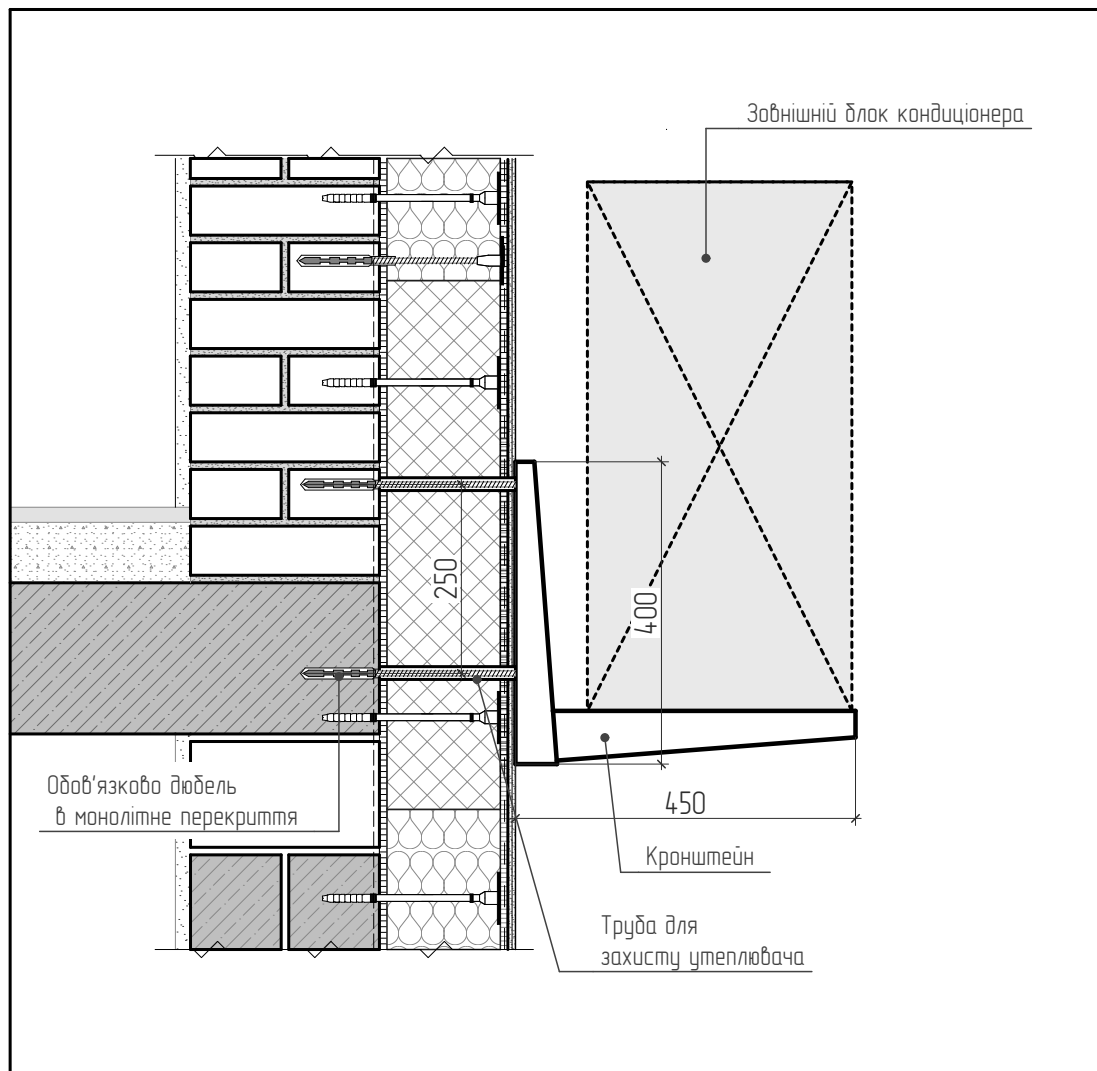 Зовнішній блок кондиціонера
250
400
Обов'язково дюбель
в монолітне перекриття
450
Кронштейн
Труба для
захисту утеплювача